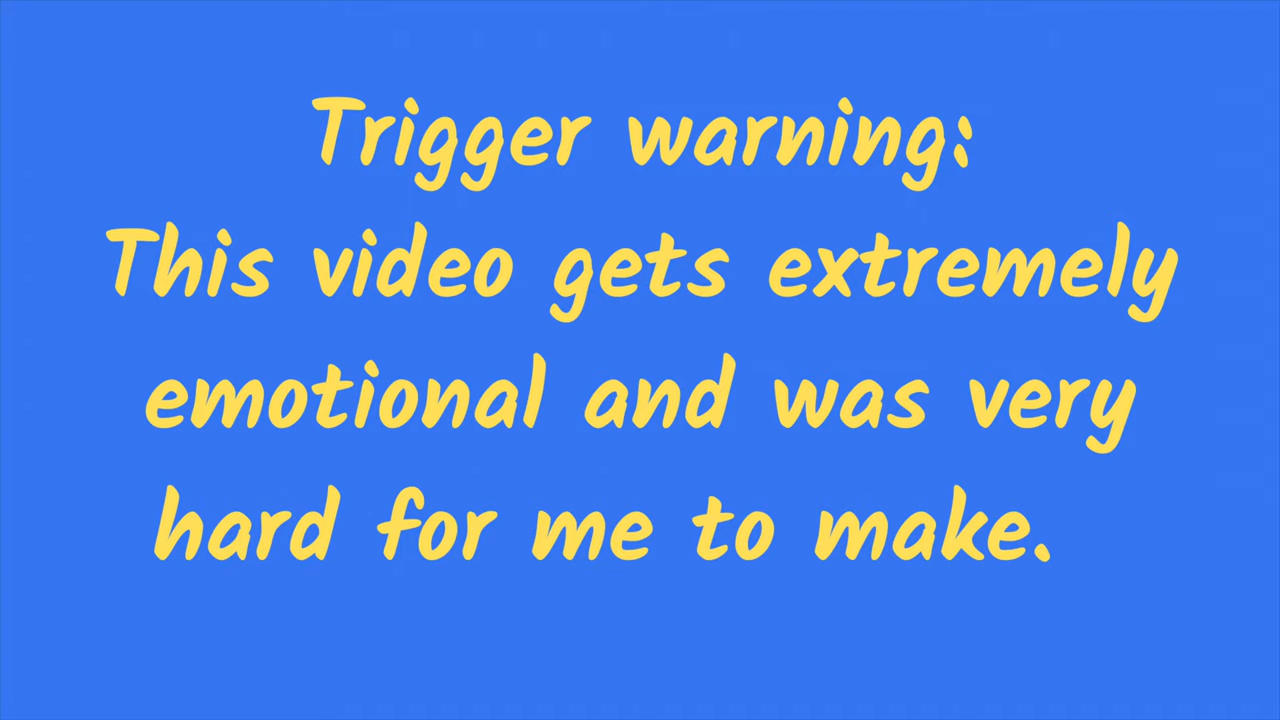 Trigger warning:
This video gets extremely
emotional and was very
hard for me to make.